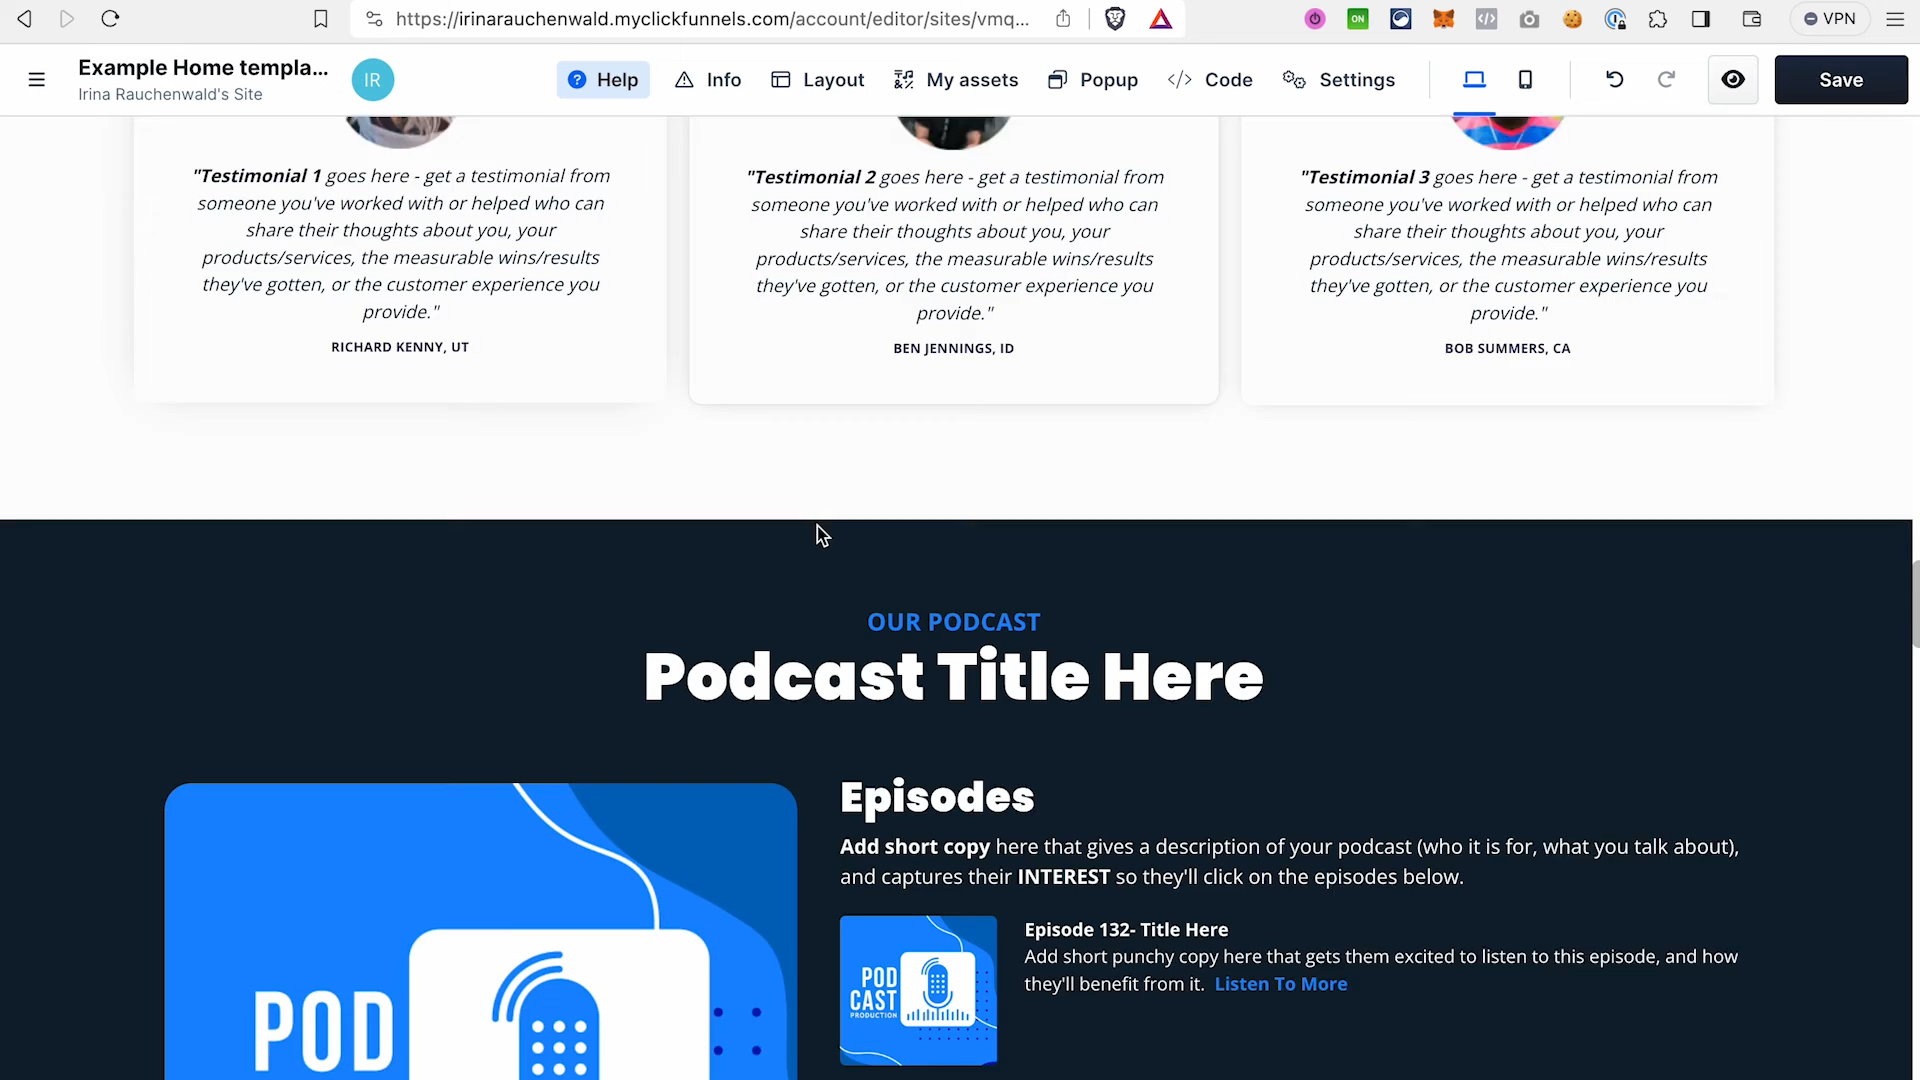 https://irinarauchenwald.myclickfunnels.com/account/editor/sites/vmq...
ON
VPN
Example Home templa...
Irina Rauchenwald's Site
IR
Help
Info
Layout
My assets
Popup
Code
Settings
Save
"Testimonial 1 goes here - get a testimonial from
someone you've worked with or helped who can
share their thoughts about you, your
products/services, the measurable wins/results
they've gotten, or the customer experience you
provide."
RICHARD KENNY, UT
"Testimonial 2 goes here - get a testimonial from
someone you've worked with or helped who can
share their thoughts about you, your
products/services, the measurable wins/results
they've gotten, or the customer experience you
provide."
BEN JENNINGS, ID
"Testimonial 3 goes here - get a testimonial from
someone you've worked with or helped who can
share their thoughts about you, your
products/services, the measurable wins/results
they've gotten, or the customer experience you
provide."
BOB SUMMERS, CA
OUR PODCAST
Podcast Title Here
POD
Episodes
Add short copy here that gives a description of your podcast (who it is for, what you talk about),
and captures their INTEREST so they'll click on the episodes below.
POD
CAST
PRODUCTION
Episode 132- Title Here
Add short punchy copy here that gets them excited to listen to this episode, and how
they'll benefit from it. Listen To More